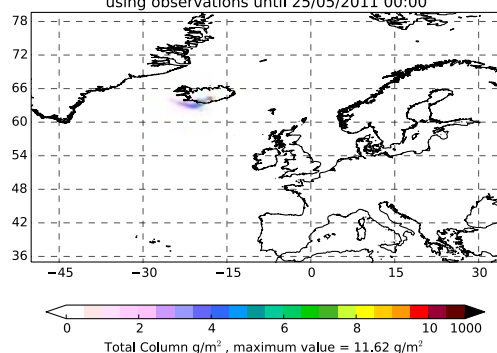 using observations until 25/05/2011 00:00
79
72
66
60
54
48
42
36
−45 −30 −15 0 15 30
0 2 4 6 8 10 1000
Total Column g/m² , maximum value = 11.62 g/m²